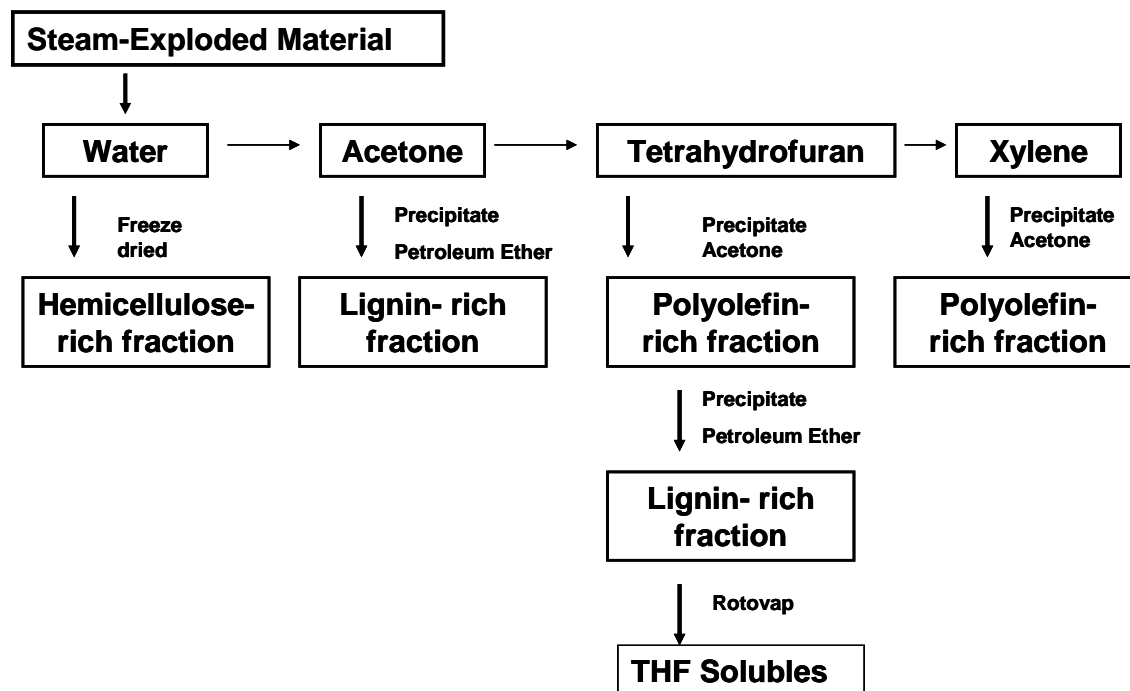 Steam-Exploded Material
Water
Acetone
Tetrahydrofuran
Xylene
Freeze
dried
Precipitate
Petroleum Ether
Precipitate
Acetone
Precipitate
Acetone
Hemicellulose-
rich fraction
Lignin- rich
fraction
Polyolefin-
rich fraction
Polyolefin-
rich fraction
Precipitate
Petroleum Ether
Lignin- rich
fraction
Rotovap
THF Solubles